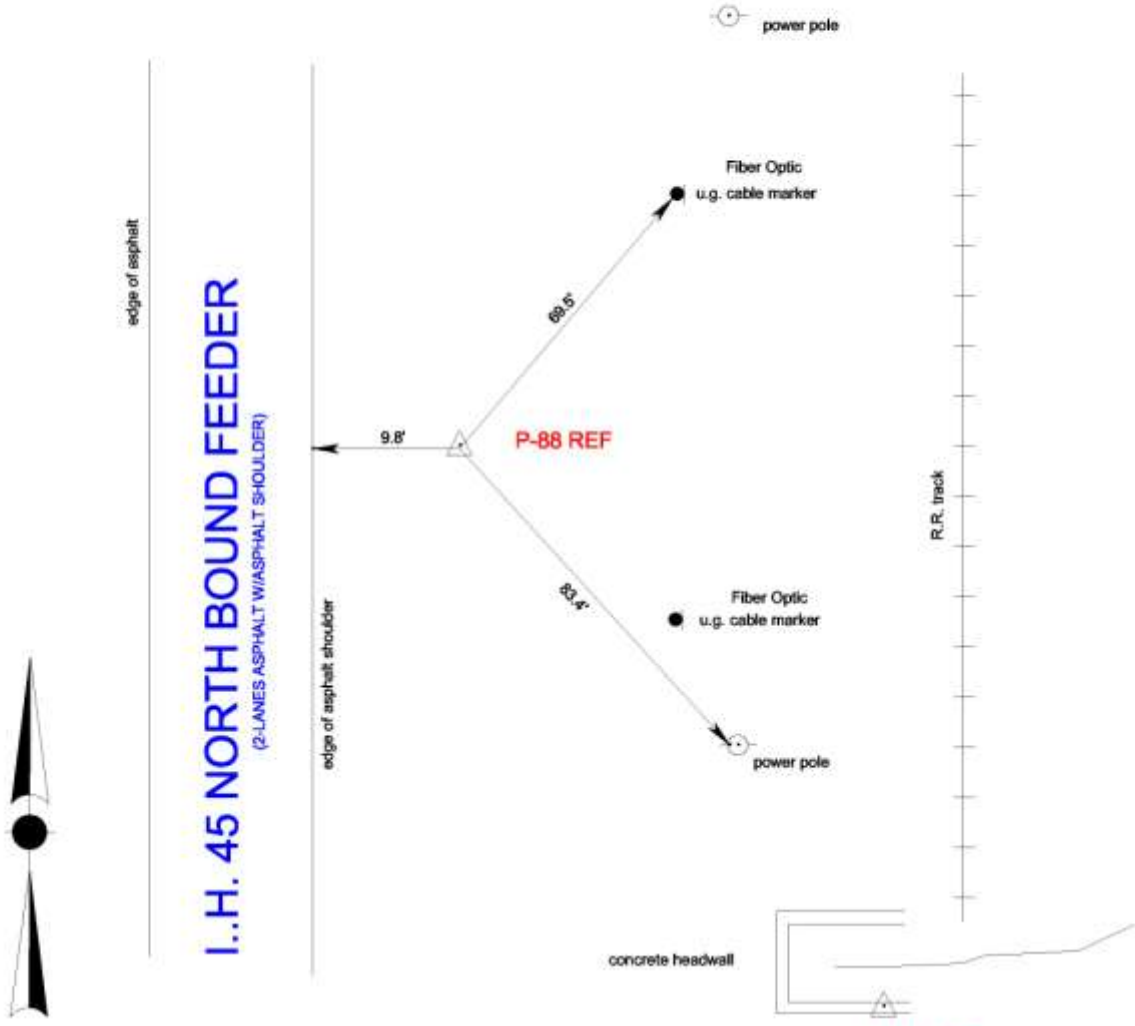 power pole
Fiber Optic
u.g. cable marker
edge of asphalt
69.5'
I..H. 45 NORTH BOUND FEEDER
(2-LANES ASPHALT W/ASPHALT SHOULDER)
9.8'
P-88 REF
R.R. track
83.4'
Fiber Optic
u.g. cable marker
edge of asphalt shoulder
power pole
concrete headwall